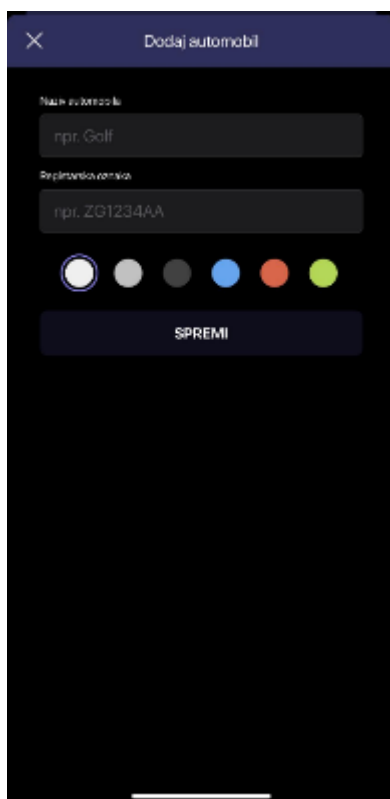 Dodaj automobil
Naziv automobila
npr. Golf
Registarska oznaka
npr. ZG1234AA
SPREMI